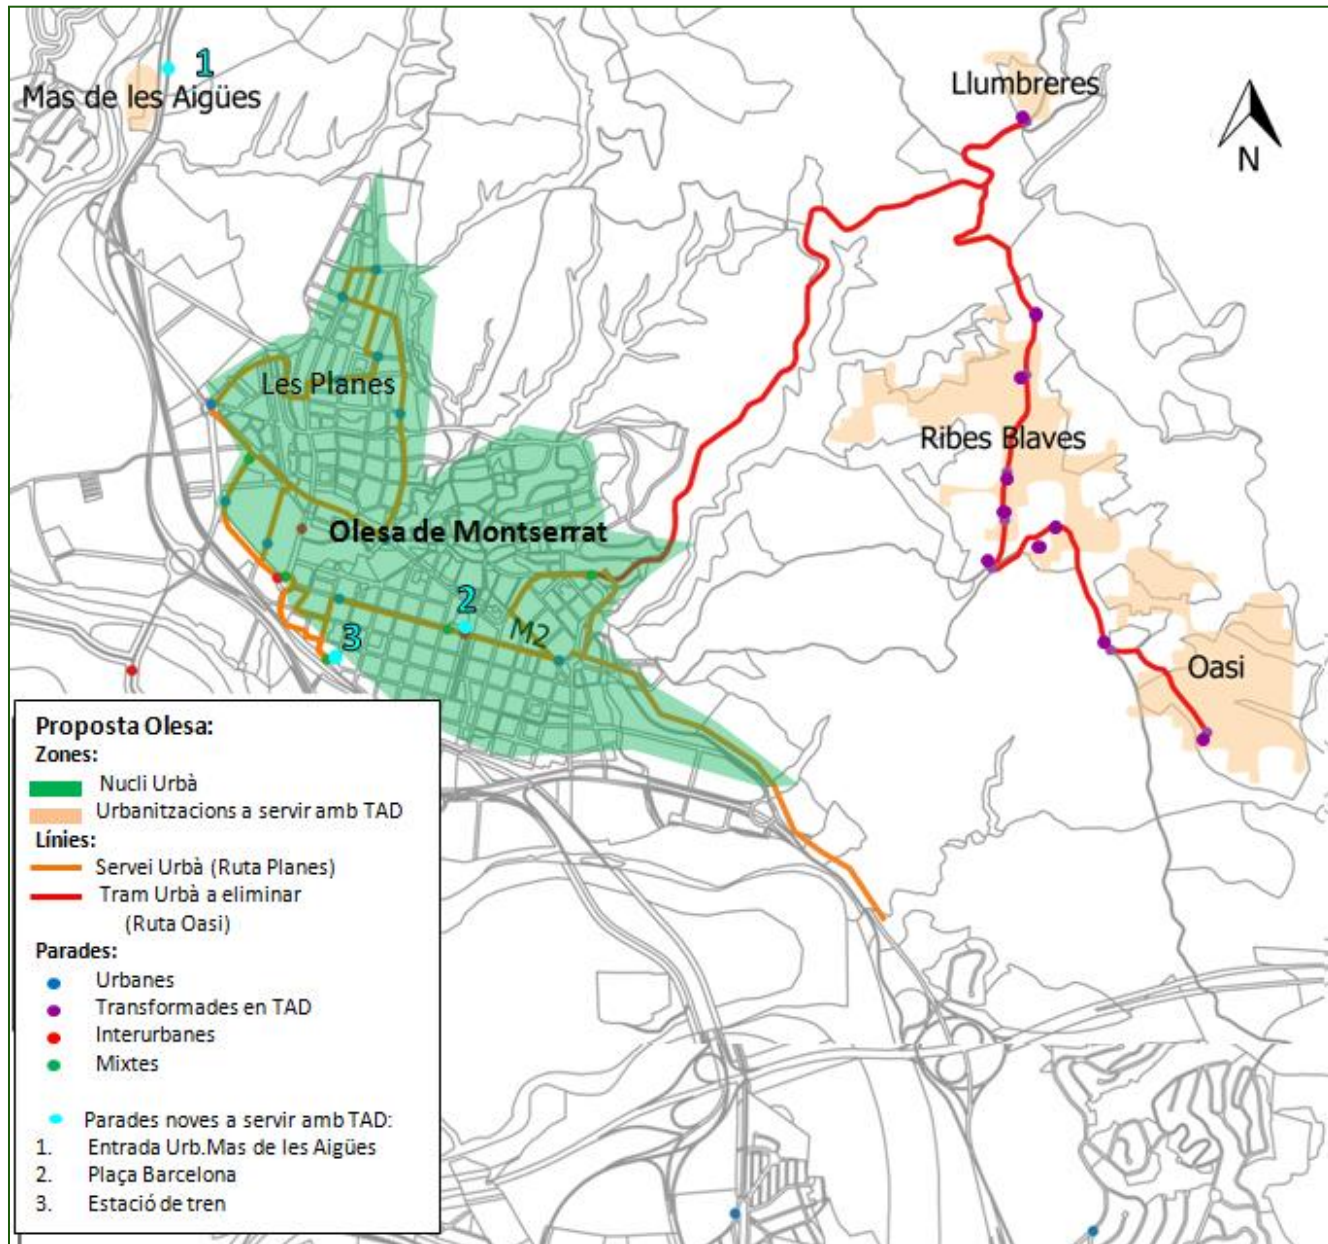 1
Mas de les Aigües
Llumbreres
N
Les Planes
Ribes Blaves
Olesa de Montserrat
2
M2
3
Oasi
Proposta Olesa:
Zones:
Nucli Urbà
Urbanitzacions a servir amb TAD
Línies:
Servei Urbà (Ruta Planes)
Tram Urbà a eliminar
(Ruta Oasi)
Parades:
Urbanes
Transformades en TAD
Interurbanes
Mixtes
Parades noves a servir amb TAD:
1. Entrada Urb.Mas de les Aigües
2. Plaça Barcelona
3. Estació de tren